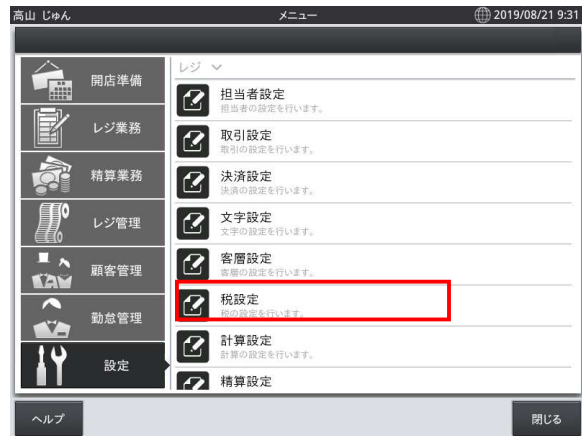 高山 じゅん
メニュー
2019/08/21 9:31
開店準備
レジ業務
精算業務
レジ管理
顧客管理
勤怠管理
設定
レジ
担当者設定
担当者の設定を行います。
取引設定
取引の設定を行います。
決済設定
決済の設定を行います。
文字設定
文字の設定を行います。
客層設定
客層の設定を行います。
税設定
税の設定を行います。
計算設定
計算の設定を行います。
精算設定
ヘルプ
閉じる